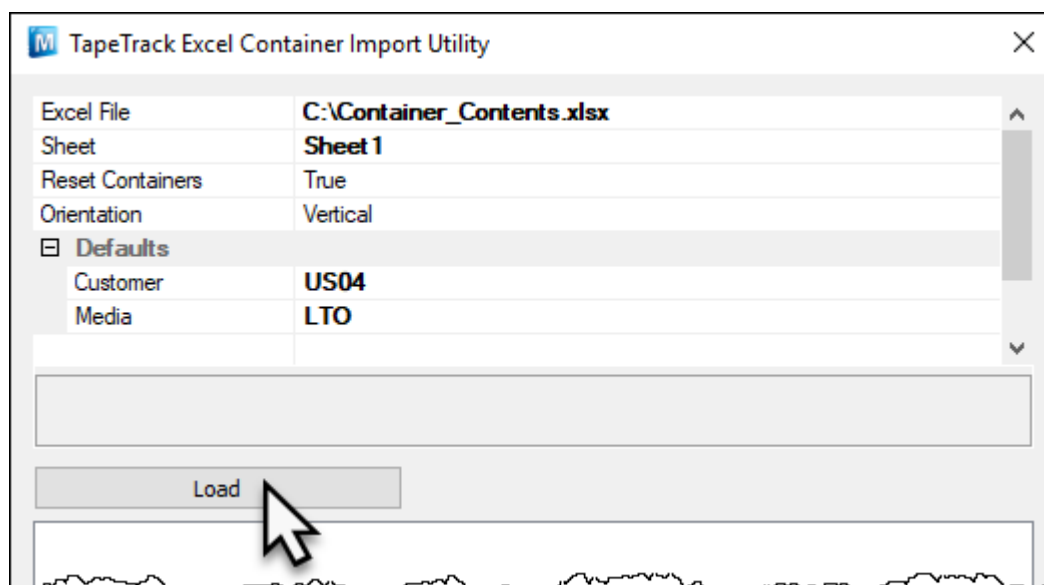 TapeTrack Excel Container Import Utility
Excel File C:\Container_Contents.xlsx
Sheet Sheet1
Reset Containers True
Orientation Vertical
Defaults
Customer US04
Media LTO
Load